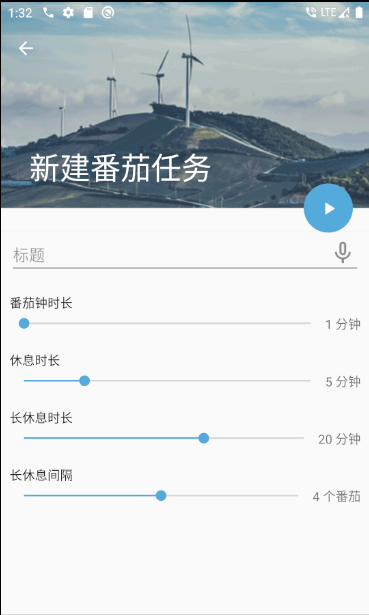 1:32 LTE
新建番茄任务
标题
番茄钟时长
1 分钟
休息时长
5 分钟
长休息时长
20 分钟
长休息间隔
4 个番茄